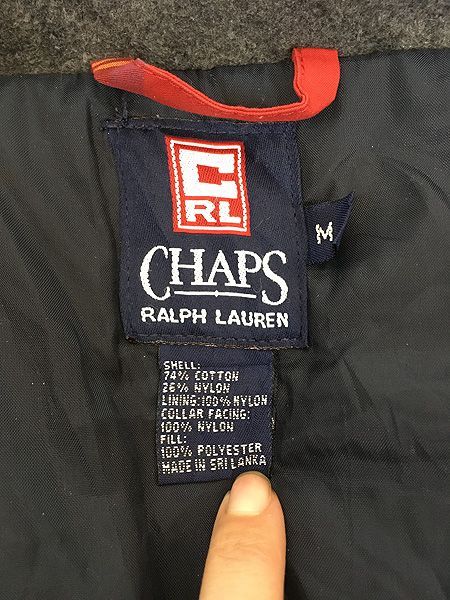 C
RL
CHAPS
RALPH LAUREN
M
SHELL:
74% COTTON
26% NYLON
LINING:100% NYLON
COLLAR FACING:
100% NYLON
FILL:
100% POLYESTER
MADE IN SRI LANKA